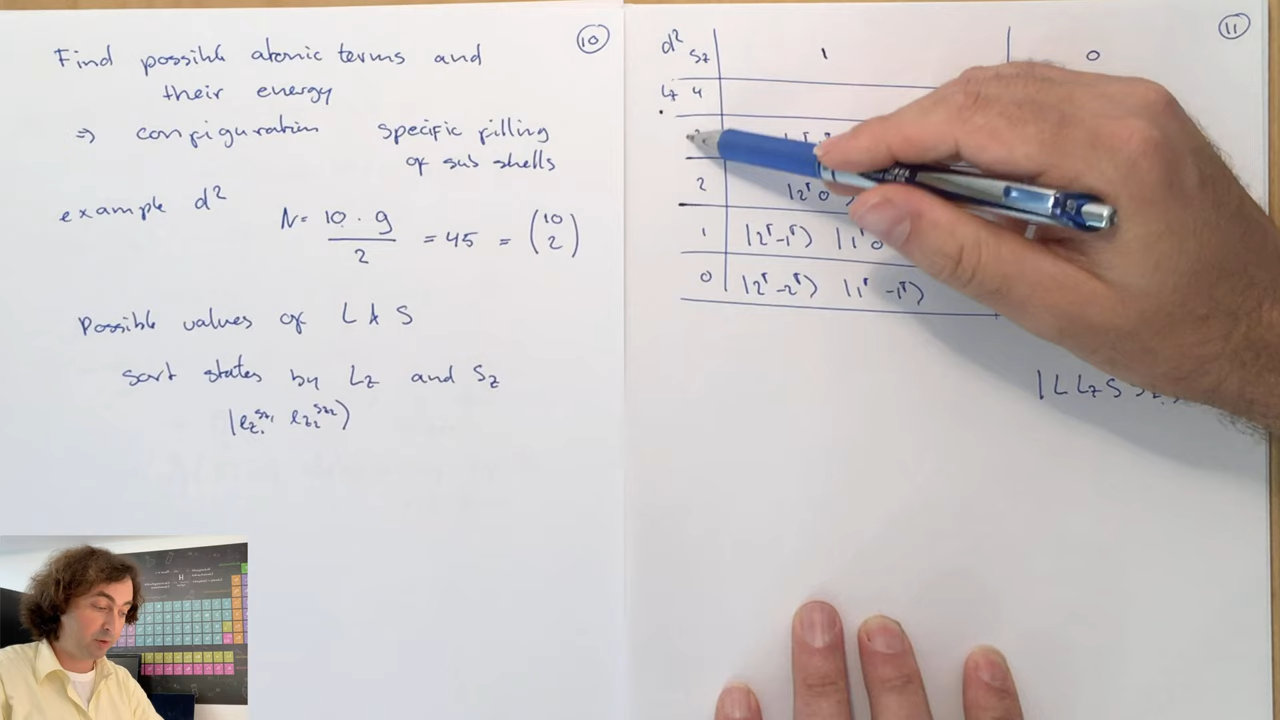 Find possible atomic terms and
their energy
⇒ configuration specific filling
of sub shells
example d²
N = 10 · 9 / 2 = 45 = (10 2)
Possible values of L & S
sort states by Lz and Sz
|ℓz₁^sz₁ ℓz₂^sz₂⟩
10
11
d² Sz 1 0
Lz 4
2 |2↑ 0
1 |2↑ -1↑⟩ |1↑ 0
0 |2↑ -2↑⟩ |1↑ -1↑⟩
|L Lz S